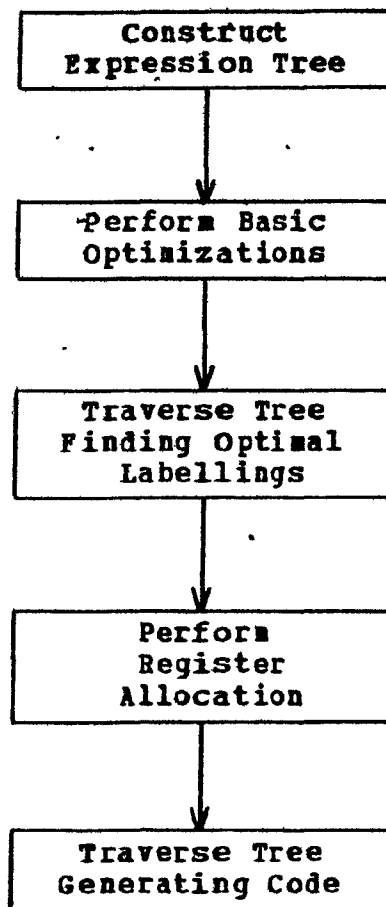 Construct
Expression Tree
Perform Basic
Optimizations
Traverse Tree
Finding Optimal
Labellings
Perform
Register
Allocation
Traverse Tree
Generating Code